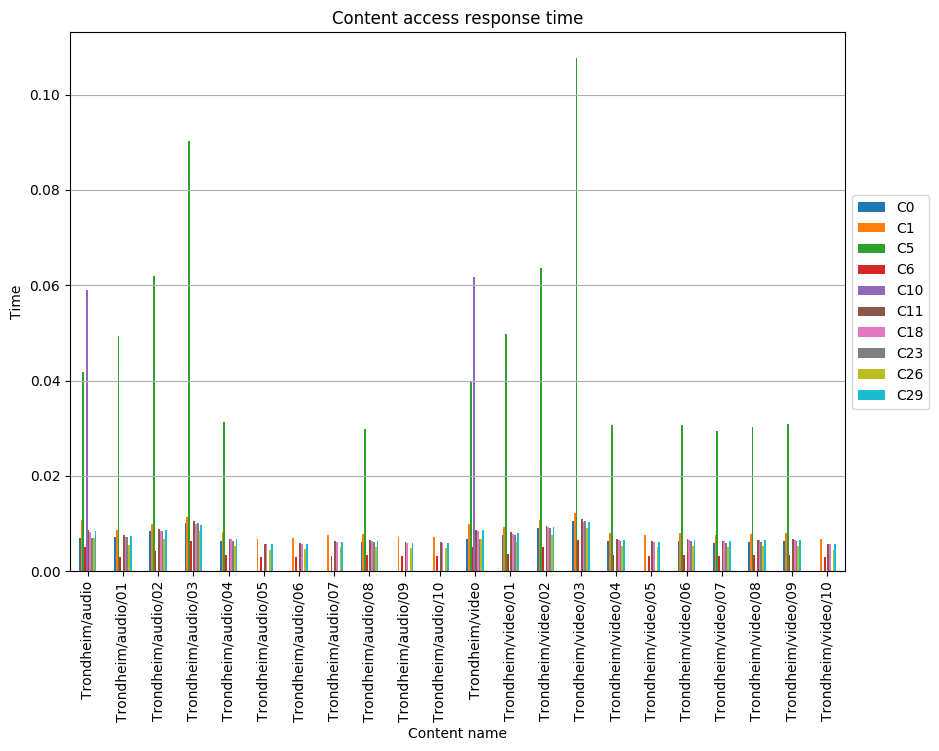 Content access response time
Time
0.10
0.08
0.06
0.04
0.02
0.00
C0
C1
C5
C6
C10
C11
C18
C23
C26
C29
Trondheim/audio
Trondheim/audio/01
Trondheim/audio/02
Trondheim/audio/03
Trondheim/audio/04
Trondheim/audio/05
Trondheim/audio/06
Trondheim/audio/07
Trondheim/audio/08
Trondheim/audio/09
Trondheim/audio/10
Trondheim/video
Trondheim/video/01
Trondheim/video/02
Trondheim/video/03
Trondheim/video/04
Trondheim/video/05
Trondheim/video/06
Trondheim/video/07
Trondheim/video/08
Trondheim/video/09
Trondheim/video/10
Content name